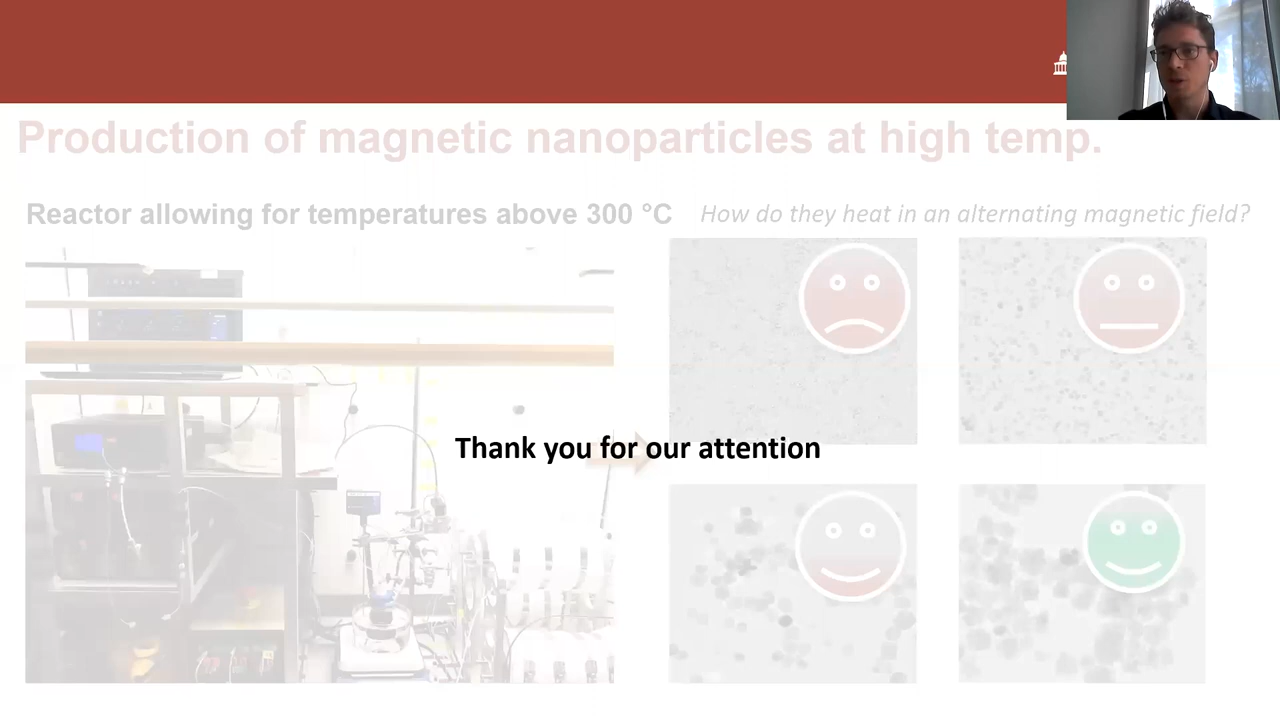 Production of magnetic nanoparticles at high temp.
Reactor allowing for temperatures above 300 °C
How do they heat in an alternating magnetic field?
Thank you for our attention